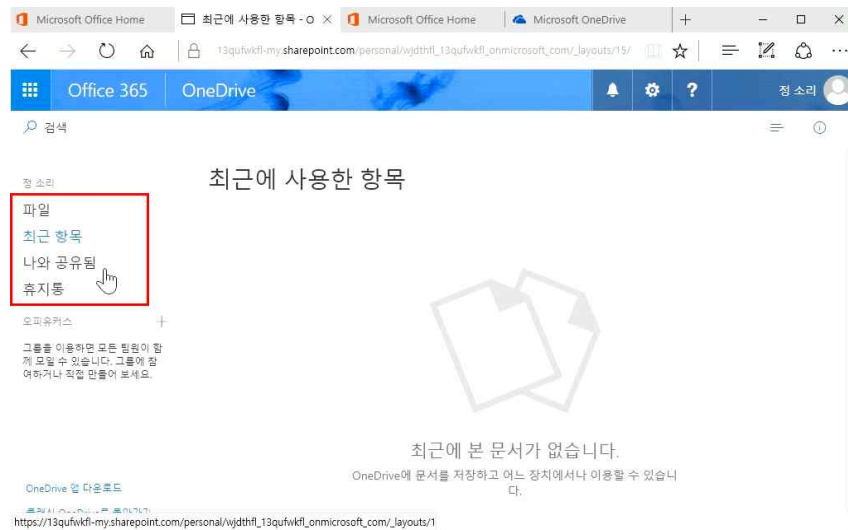 Microsoft Office Home
최근에 사용한 항목 - O
Microsoft Office Home
Microsoft OneDrive
13qufwkfl-my.sharepoint.com/personal/wjdthfl_13qufwkfl_onmicrosoft_com/_layouts/15/
Office 365
OneDrive
?
정 소리
검색
정 소리
최근에 사용한 항목
파일
최근 항목
나와 공유됨
휴지통
오피유커스
그룹을 이용하면 모든 팀원이 함
께 모일 수 있습니다. 그룹에 참
여하거나 직접 만들어 보세요.
최근에 본 문서가 없습니다.
OneDrive에 문서를 저장하고 어느 장치에서나 이용할 수 있습니
다.
OneDrive 앱 다운로드
https://13qufwkfl-my.sharepoint.com/personal/wjdthfl_13qufwkfl_onmicrosoft_com/_layouts/1